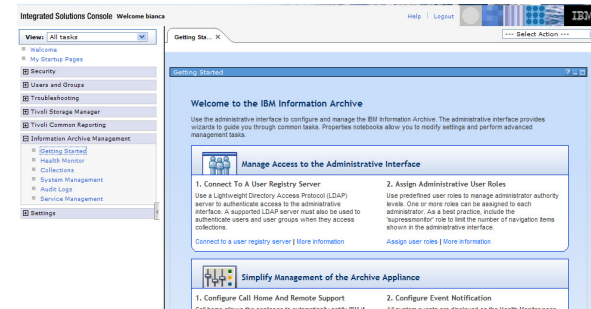 Integrated Solutions Console Welcome bianca
Help Logout
IBM
View: All tasks
Getting Sta... X
--- Select Action ---
Welcome
My Startup Pages
Security
Users and Groups
Troubleshooting
Tivoli Storage Manager
Tivoli Common Reporting
Information Archive Management
Getting Started
Health Monitor
Collections
System Management
Audit Logs
Service Management
Settings
Getting Started
Welcome to the IBM Information Archive
Use the administrative interface to configure and manage the IBM Information Archive. The administrative interface provides
wizards to guide you through common tasks. Properties notebooks allow you to modify settings and perform advanced
management tasks.
Manage Access to the Administrative Interface
1. Connect To A User Registry Server
Use a Lightweight Directory Access Protocol (LDAP)
server to authenticate access to the administrative
interface. A supported LDAP server must also be used to
authenticate users and user groups when they access
collections.
Connect to a user registry server | More information
2. Assign Administrative User Roles
Use predefined user roles to manage administrator authority
levels. One or more roles can be assigned to each
administrator. As a best practice, include the
'supressmonitor' role to limit the number of navigation items
shown in the administrative interface.
Assign user roles | More information
Simplify Management of the Archive Appliance
1. Configure Call Home And Remote Support
2. Configure Event Notification